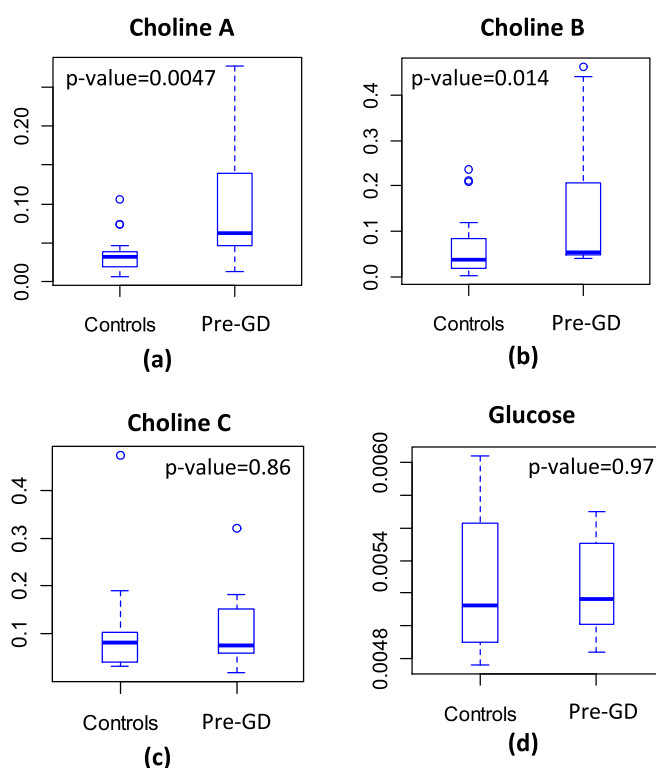 Choline A
p-value=0.0047
0.20
0.10
0.00
Controls Pre-GD
(a)
Choline B
p-value=0.014
0.4
0.3
0.2
0.1
0.0
Controls Pre-GD
(b)
Choline C
p-value=0.86
0.4
0.3
0.2
0.1
Controls Pre-GD
(c)
Glucose
p-value=0.97
0.0060
0.0054
0.0048
Controls Pre-GD
(d)